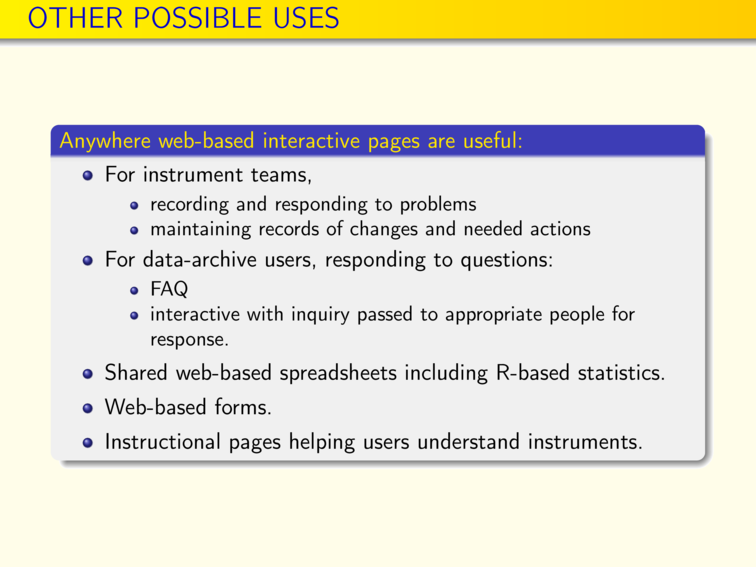 OTHER POSSIBLE USES
Anywhere web-based interactive pages are useful:
For instrument teams,
recording and responding to problems
maintaining records of changes and needed actions
For data-archive users, responding to questions:
FAQ
interactive with inquiry passed to appropriate people for
response.
Shared web-based spreadsheets including R-based statistics.
Web-based forms.
Instructional pages helping users understand instruments.